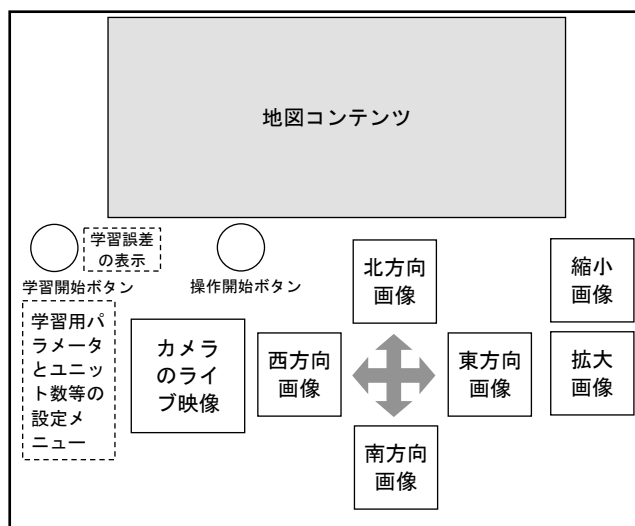 地図コンテンツ
学習誤差
の表示
学習開始ボタン
操作開始ボタン
北方向
画像
縮小
画像
学習用パ
ラメータ
とユニッ
ト数等の
設定メ
ニュー
カメラ
のライ
ブ映像
西方向
画像
東方向
画像
拡大
画像
南方向
画像